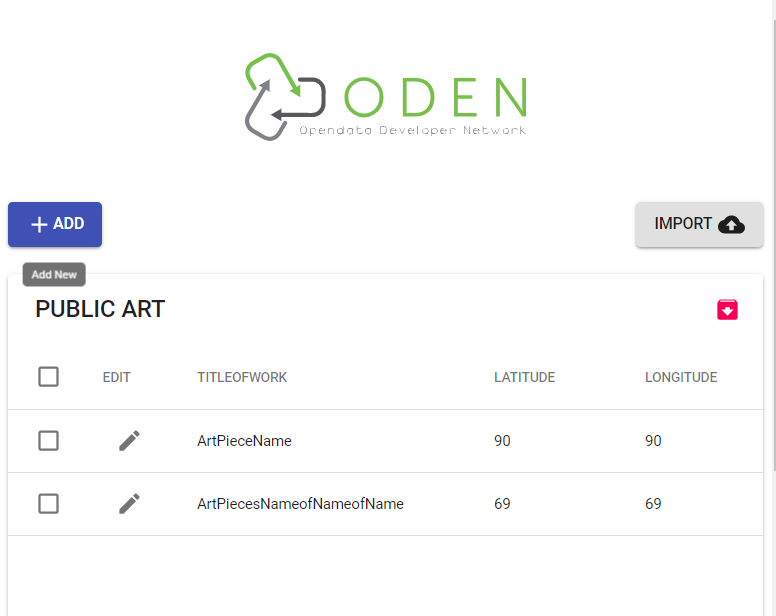 ODEN
Opendata Developer Network
ADD
IMPORT
Add New
PUBLIC ART
EDIT TITLEOFWORK LATITUDE LONGITUDE
ArtPieceName 90 90
ArtPiecesNameofNameofName 69 69